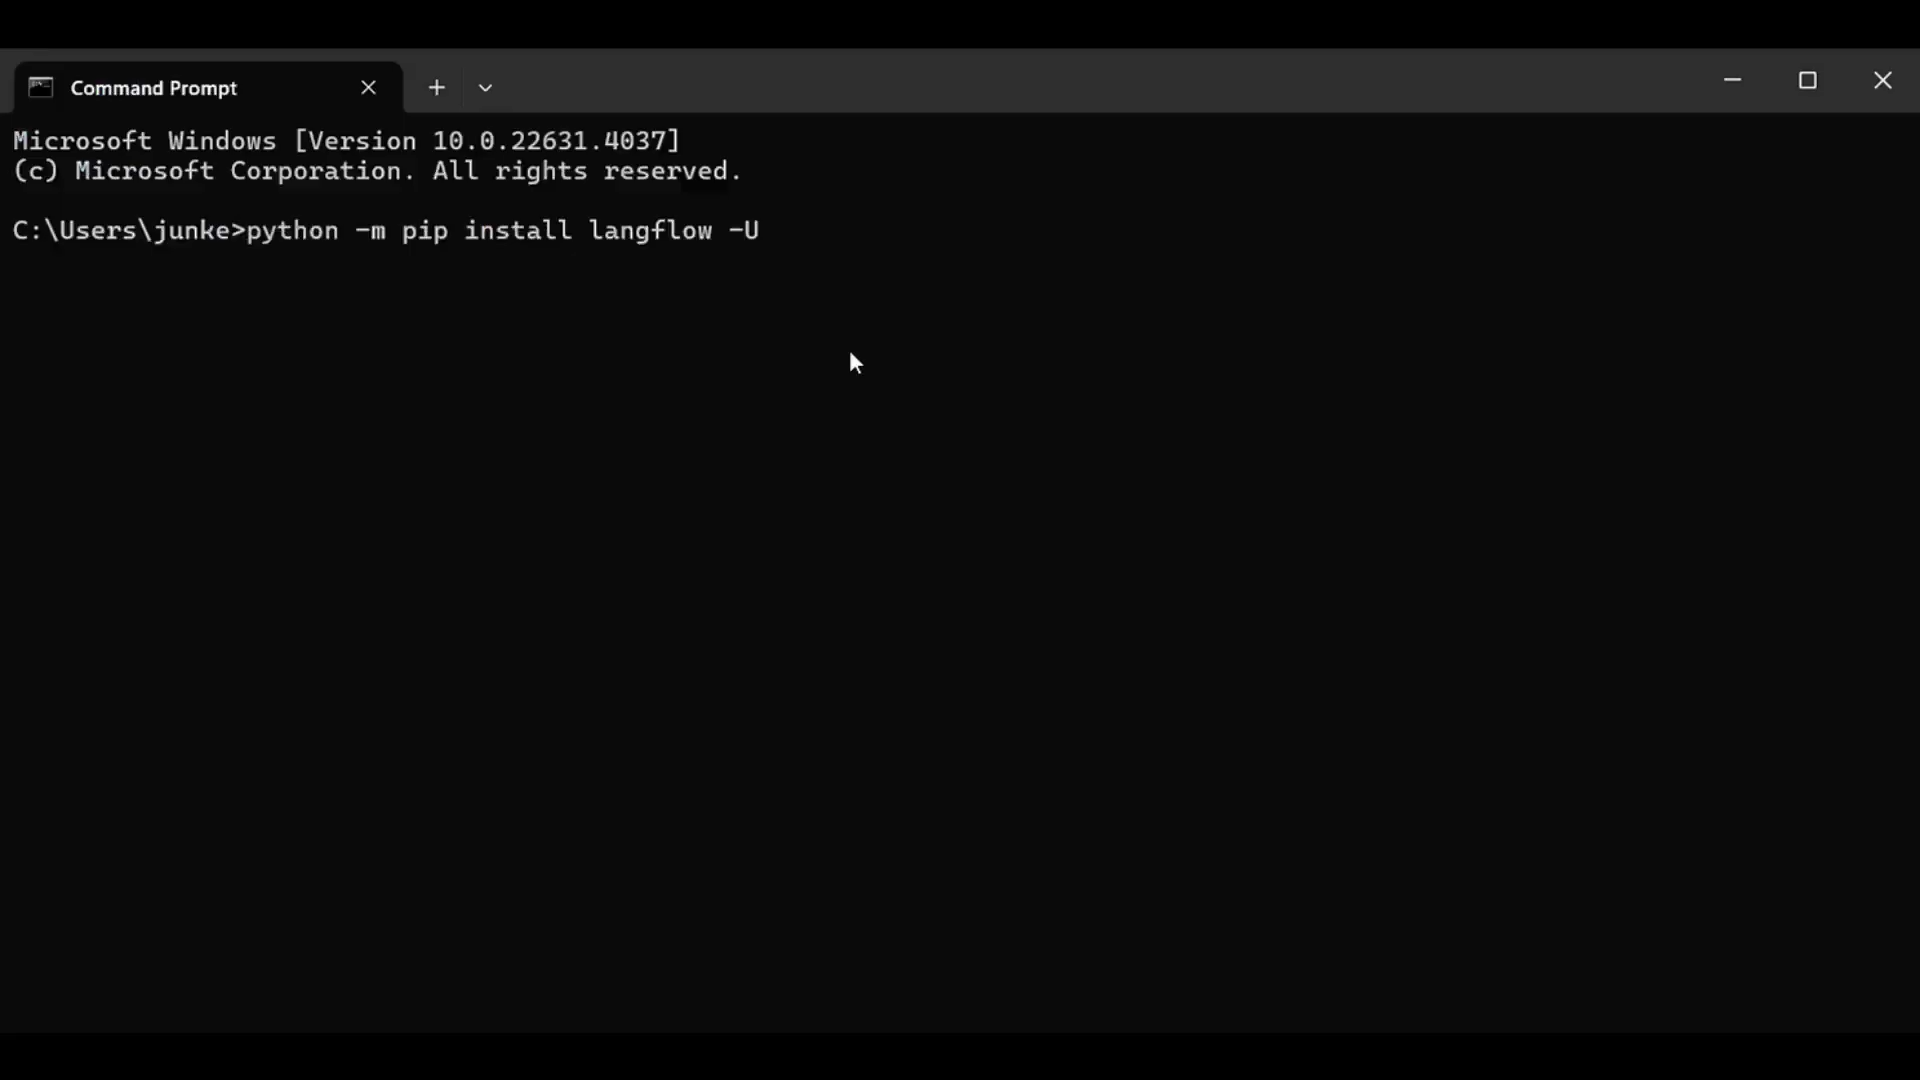 Command Prompt
Microsoft Windows [Version 10.0.22631.4037]
(c) Microsoft Corporation. All rights reserved.
C:\Users\junke>python -m pip install langflow -U